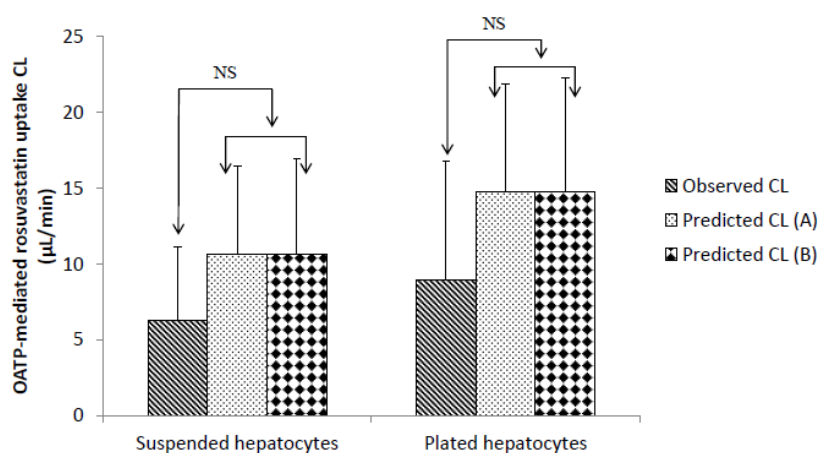 OATP-mediated rosuvastatin uptake CL
(µL/min)
25
20
15
10
5
0
NS
NS
Suspended hepatocytes
Plated hepatocytes
Observed CL
Predicted CL (A)
Predicted CL (B)